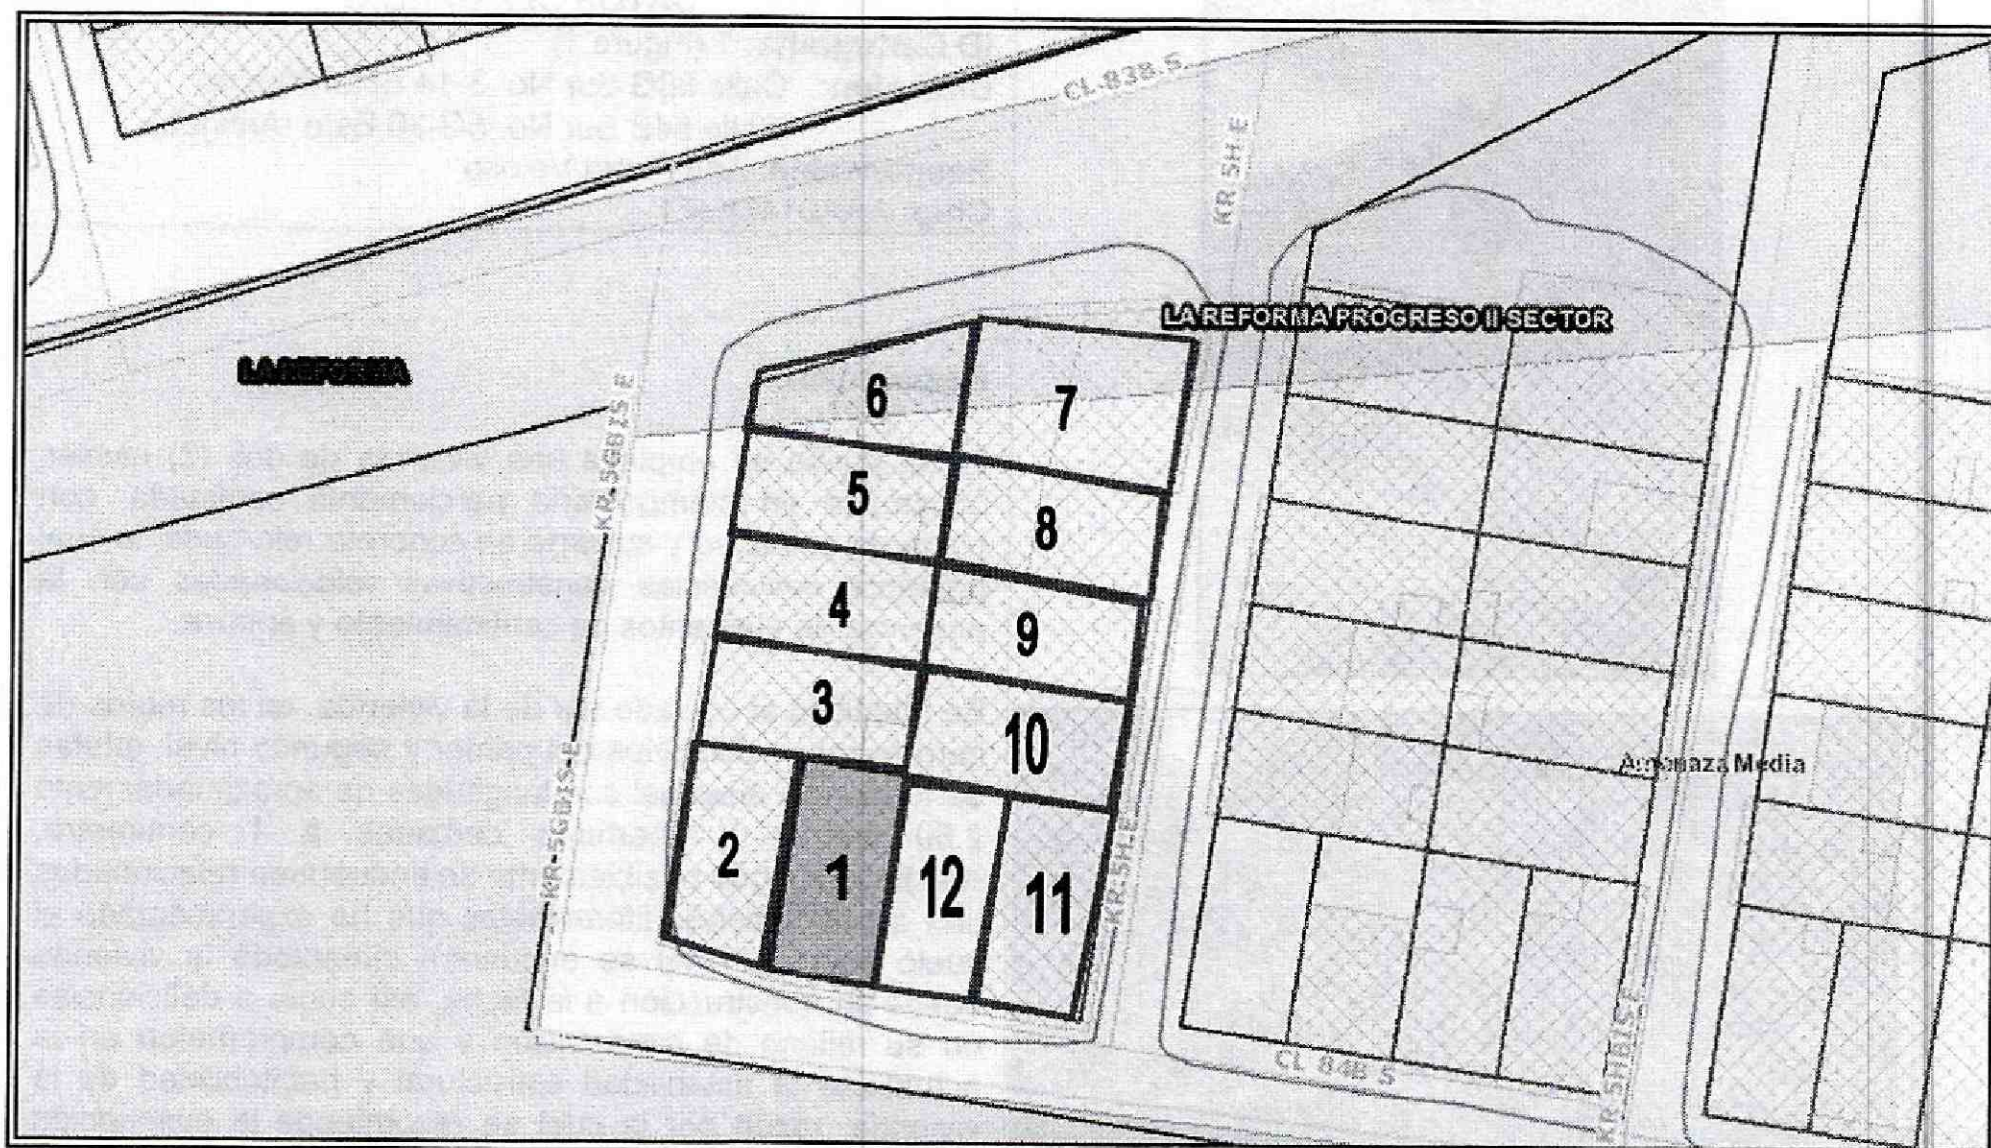 CL 83B S
KR 5H E
LA REFORMA PROGRESO II SECTOR
LA REFORMA
KR 5GBIS E
6
7
5
8
4
9
3
10
2
1
12
11
KR 5GBIS E
KR 5H E
Amenaza Media
CL 84B S
KR 5HBIS E